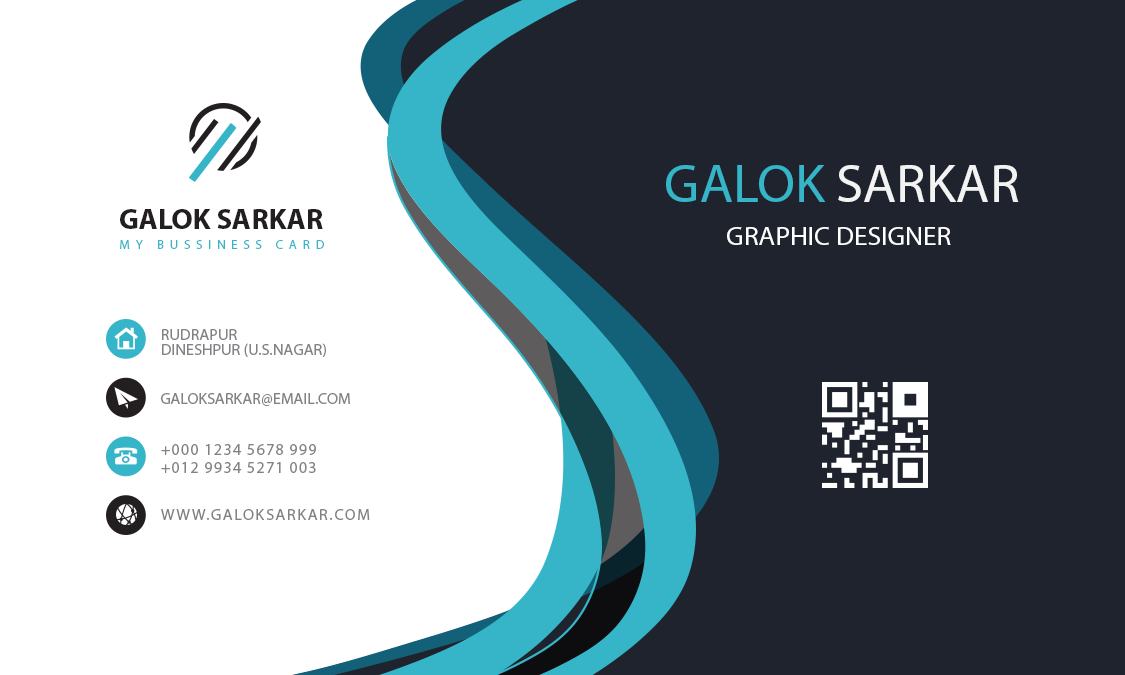 GALOK SARKAR
MY BUSSINESS CARD
RUDRAPUR
DINESHPUR (U.S.NAGAR)
GALOKSARKAR@EMAIL.COM
+000 1234 5678 999
+012 9934 5271 003
WWW.GALOKSARKAR.COM
GALOK SARKAR
GRAPHIC DESIGNER